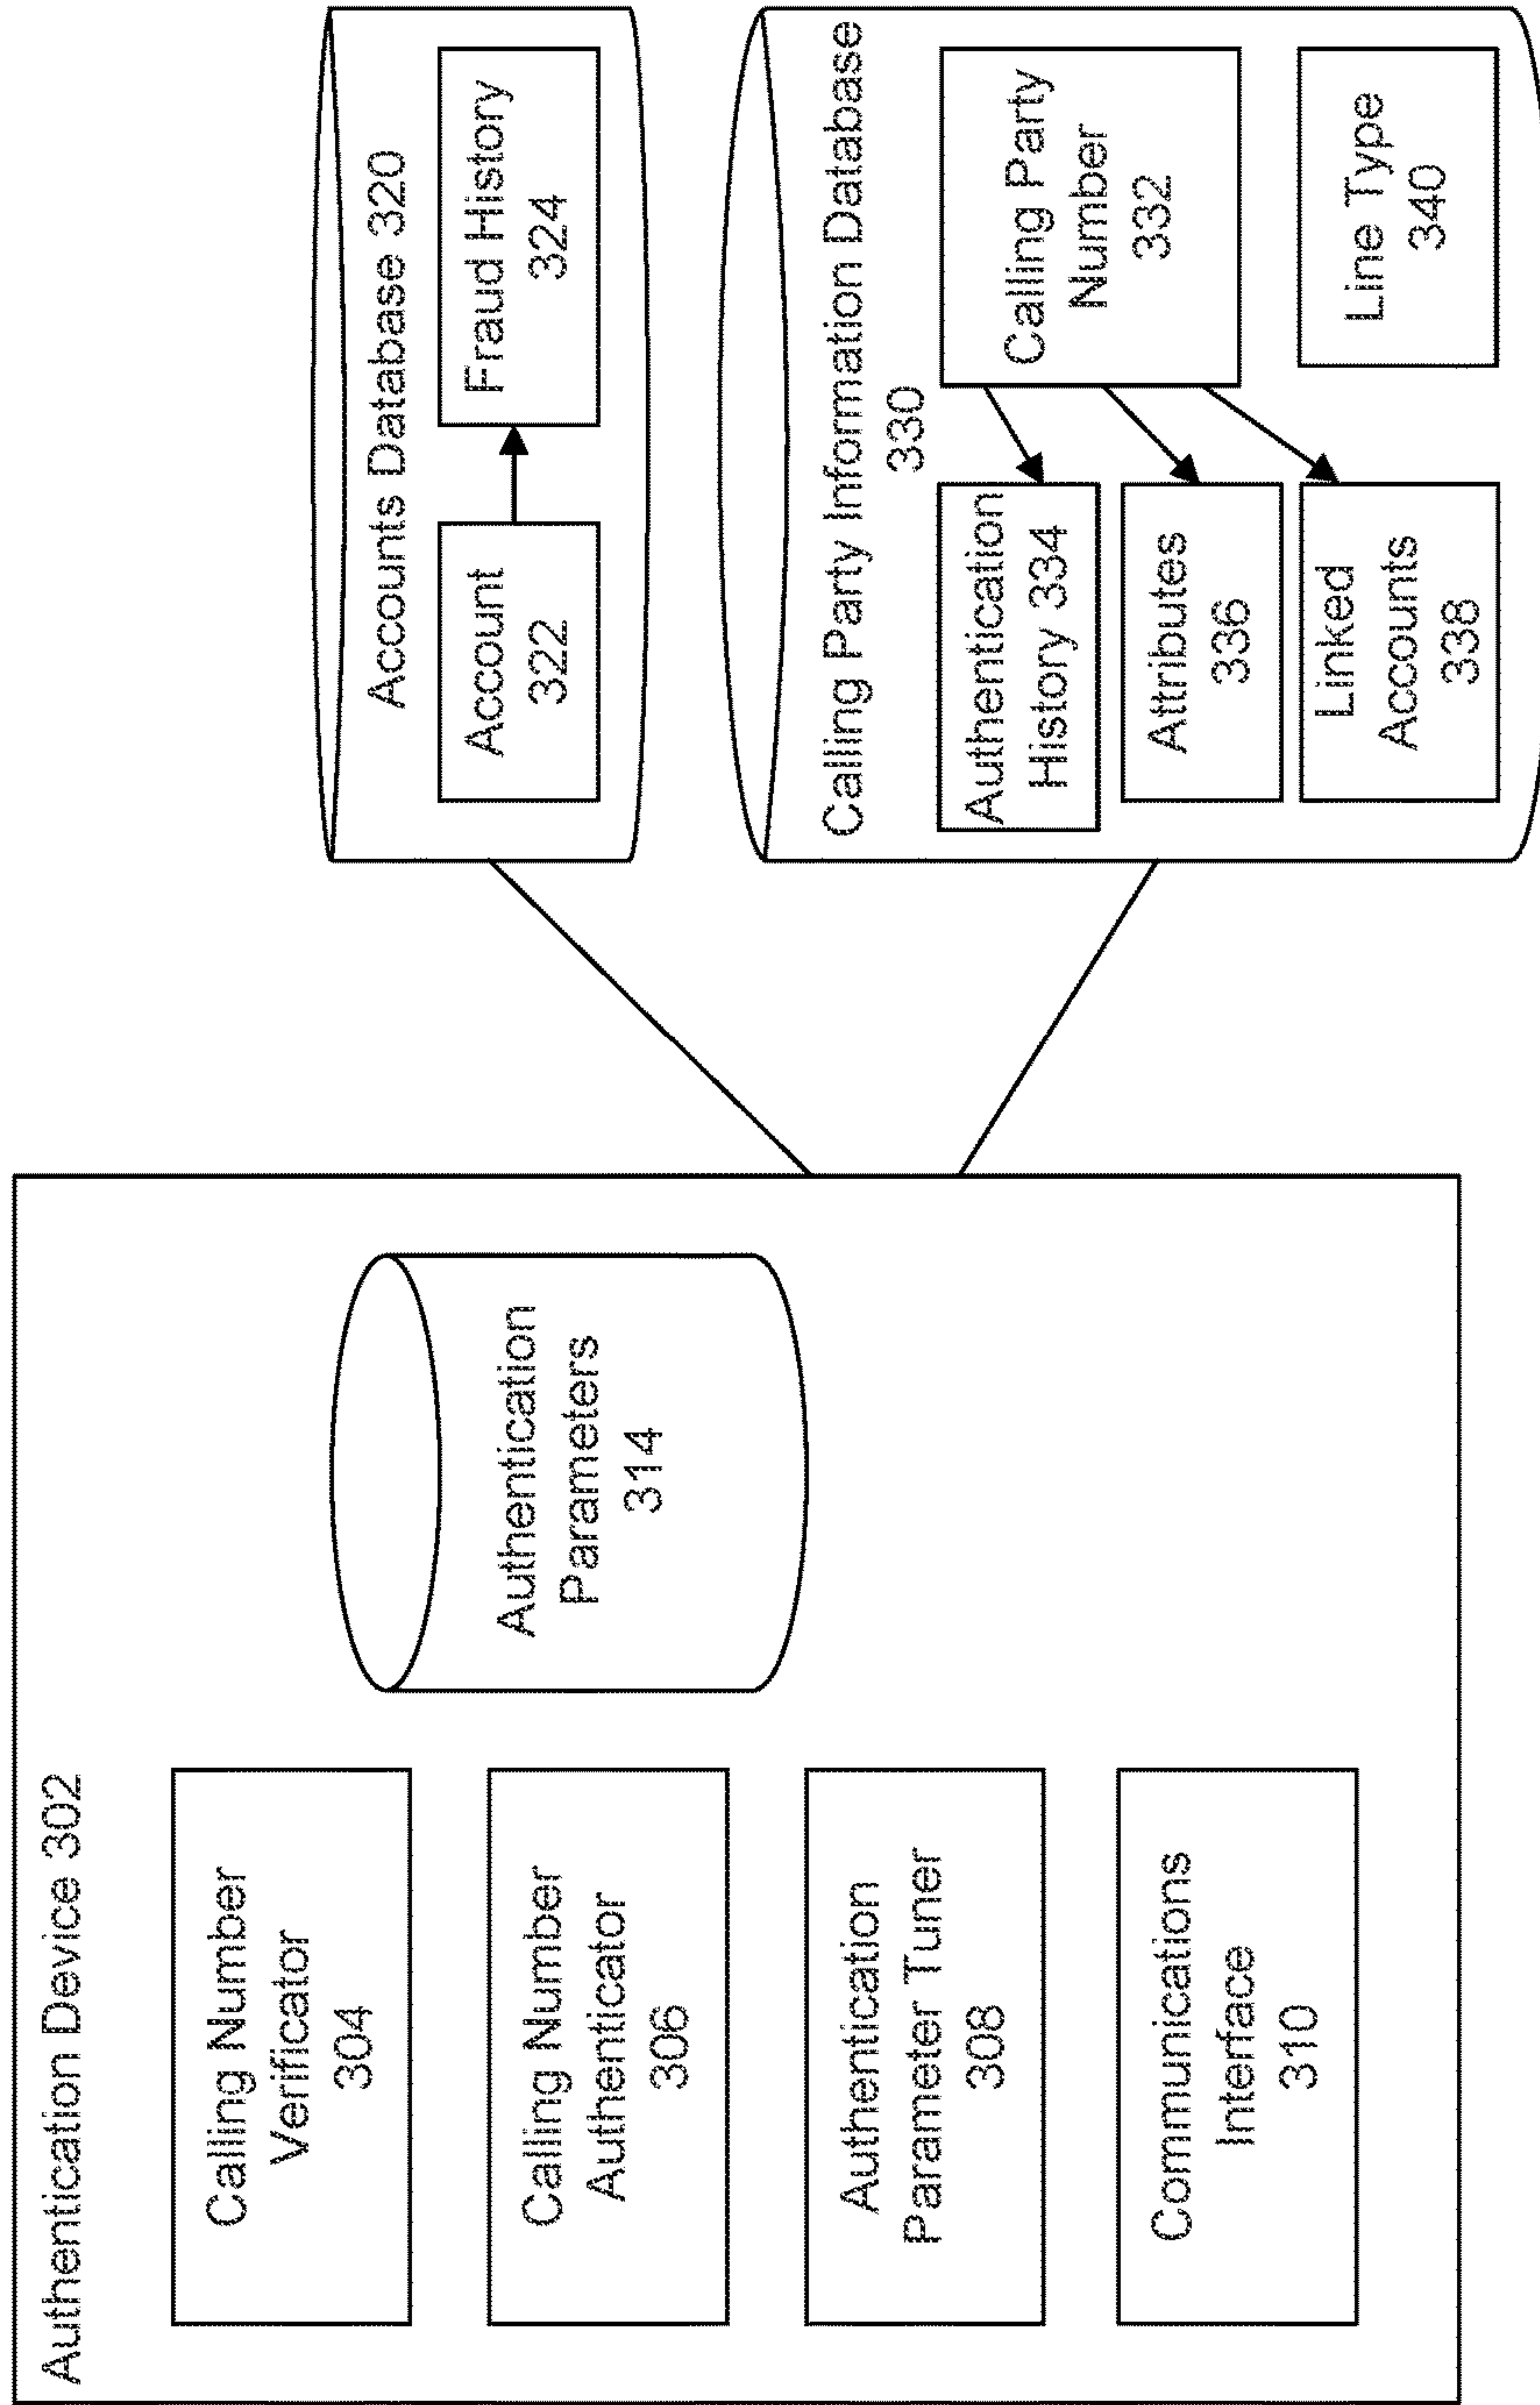 Authentication Device 302
Calling Number
Verificator
304
Calling Number
Authenticator
306
Authentication
Parameter Tuner
308
Communications
Interface
310
Authentication
Parameters
314
Accounts Database 320
Account
322
Fraud History
324
Calling Party Information Database
330
Authentication
History 334
Attributes
336
Linked
Accounts
338
Calling Party
Number
332
Line Type
340